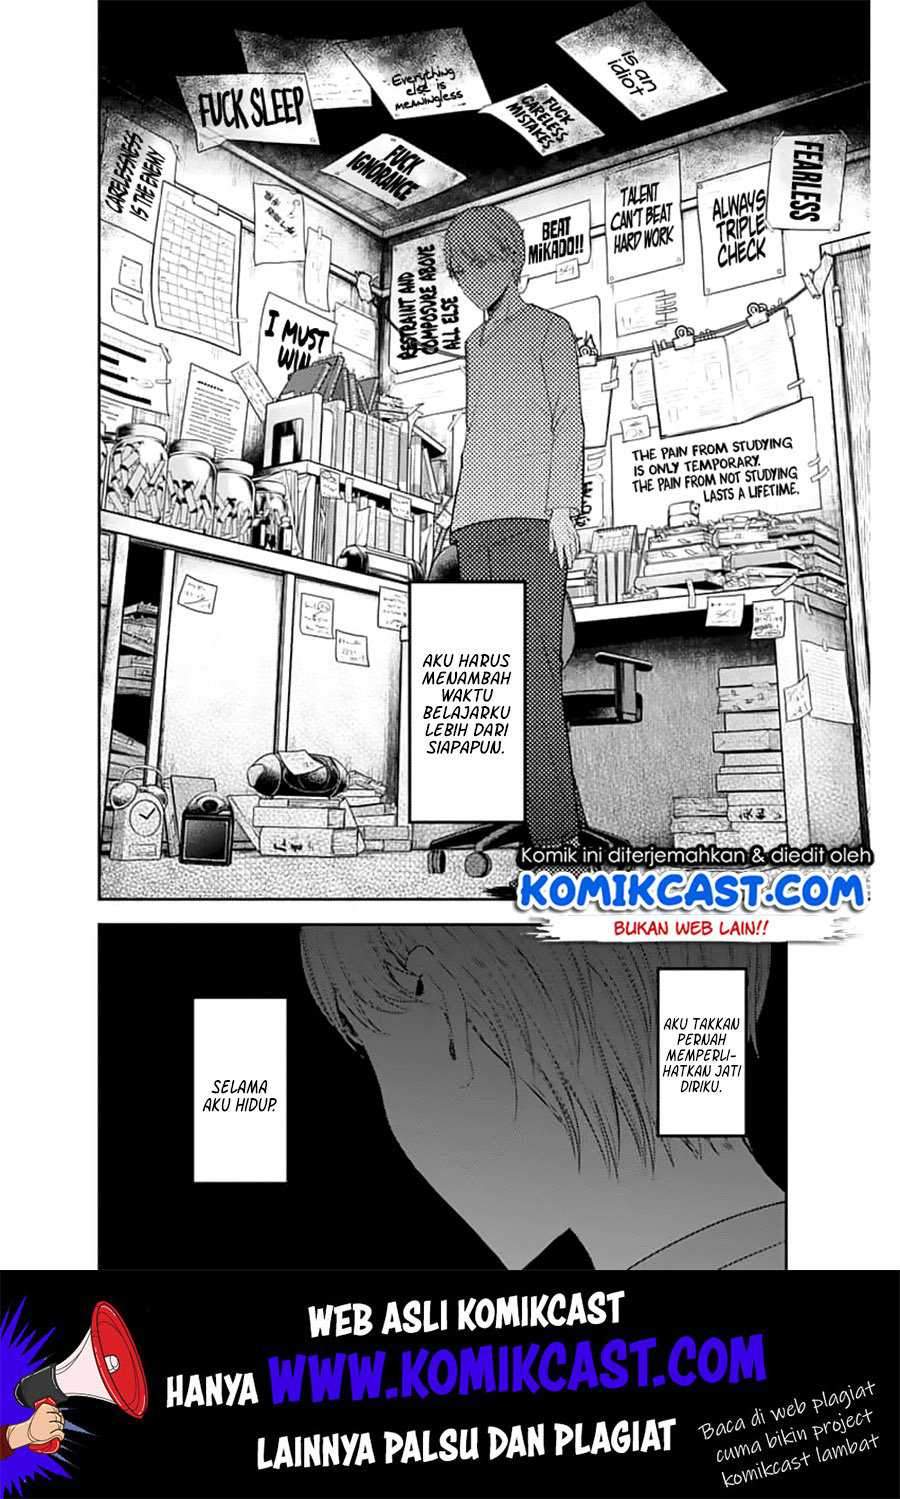 FUCK SLEEP
Everything
else is
meaningless
FUCK
CARELESS
MISTAKES
is an
idiot
FUCK
IGNORANCE
CARELESSNESS
IS THE ENEMY
I MUST
WIN
RESTRAINT AND
COMPOSURE ABOVE
ALL ELSE
BEAT
MIKADO!!
TALENT
CAN'T BEAT
HARD WORK
ALWAYS
TRIPLE
CHECK
FEARLESS
THE PAIN FROM STUDYING
IS ONLY TEMPORARY.
THE PAIN FROM NOT STUDYING
LASTS A LIFETIME.
AKU HARUS
MENAMBAH
WAKTU
BELAJARKU
LEBIH DARI
SIAPAPUN.
Komik ini diterjemahkan & diedit oleh
KOMIKCAST.COM
BUKAN WEB LAIN!!
AKU TAKKAN
PERNAH
MEMPERLI-
HATKAN JATI
DIRIKU.
SELAMA
AKU HIDUP.
WEB ASLI KOMIKCAST
HANYA WWW.KOMIKCAST.COM
LAINNYA PALSU DAN PLAGIAT
Baca di web plagiat
cuma bikin project
komikcast lambat